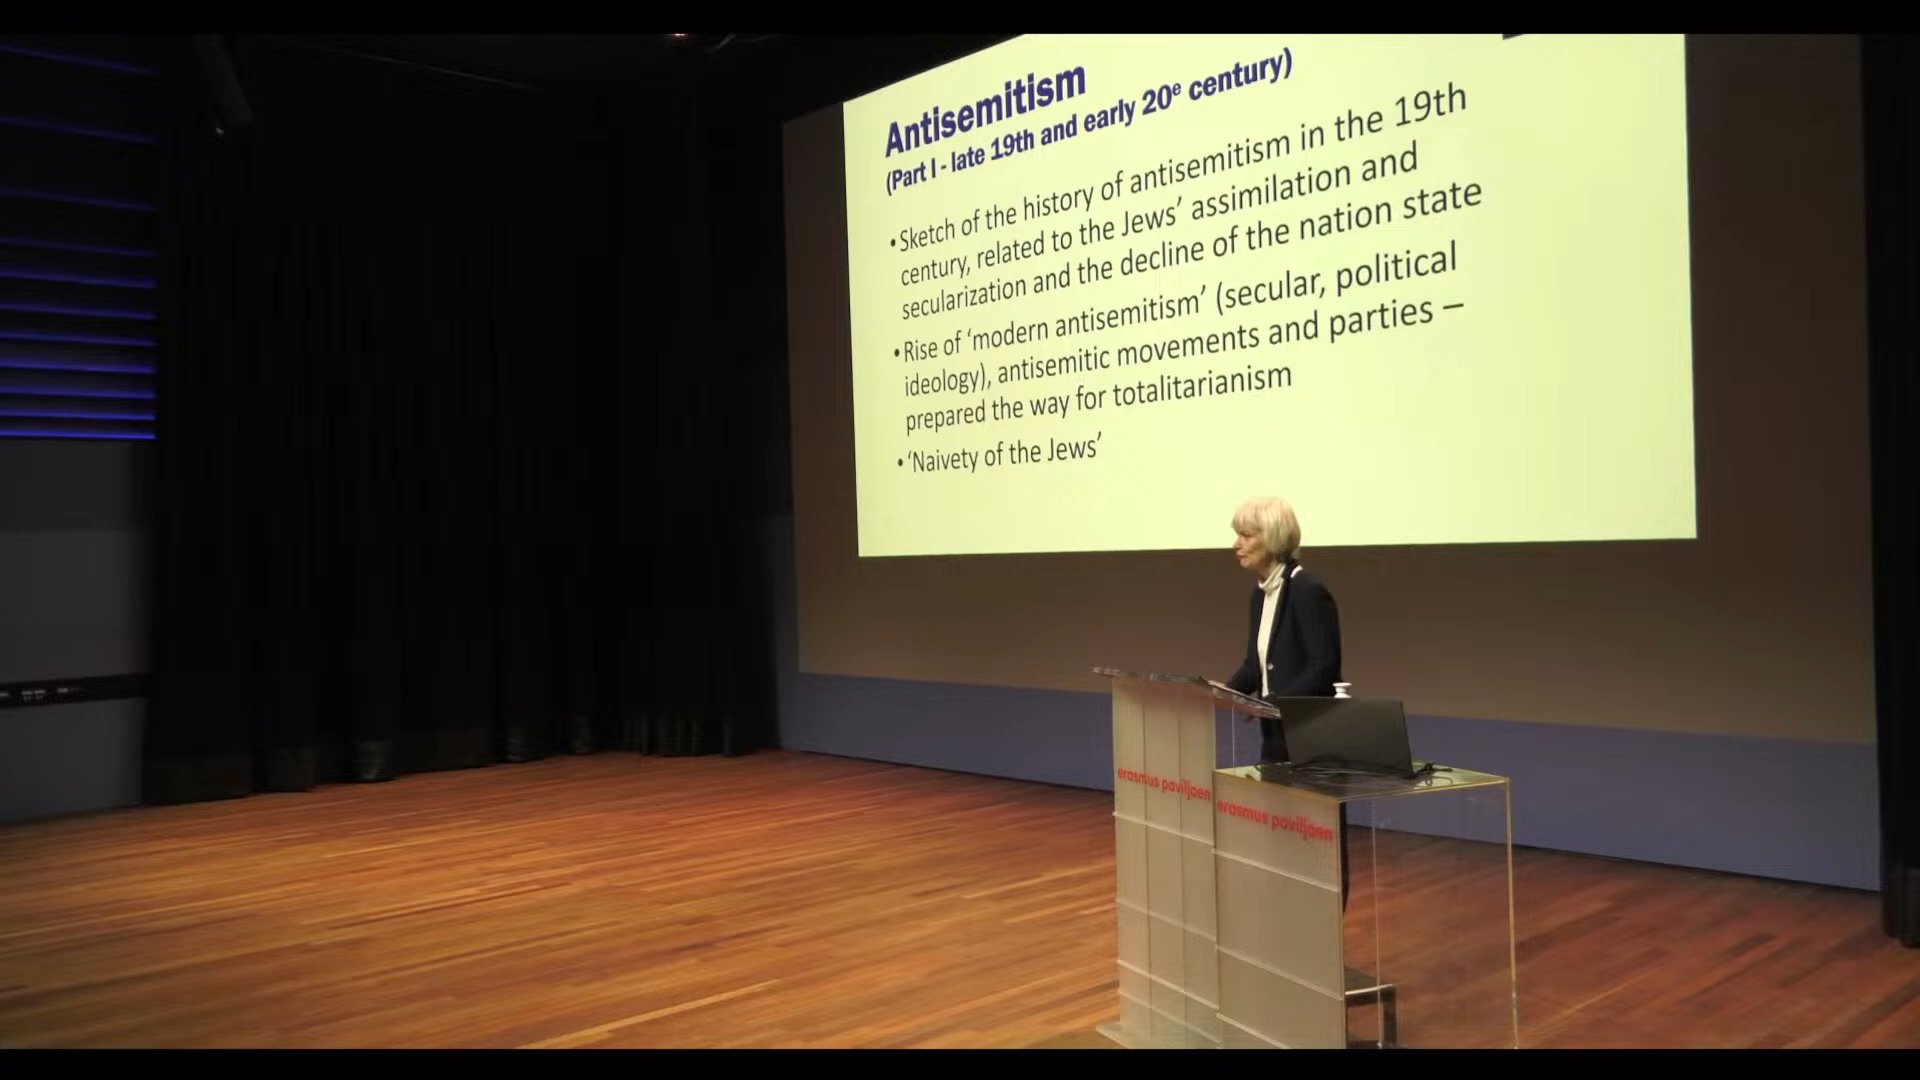 Antisemitism
(Part I - late 19th and early 20e century)
•Sketch of the history of antisemitism in the 19th
century, related to the Jews’ assimilation and
secularization and the decline of the nation state
•Rise of ‘modern antisemitism’ (secular, political
ideology), antisemitic movements and parties –
prepared the way for totalitarianism
•‘Naivety of the Jews’
erasmus paviljoen
erasmus paviljoen